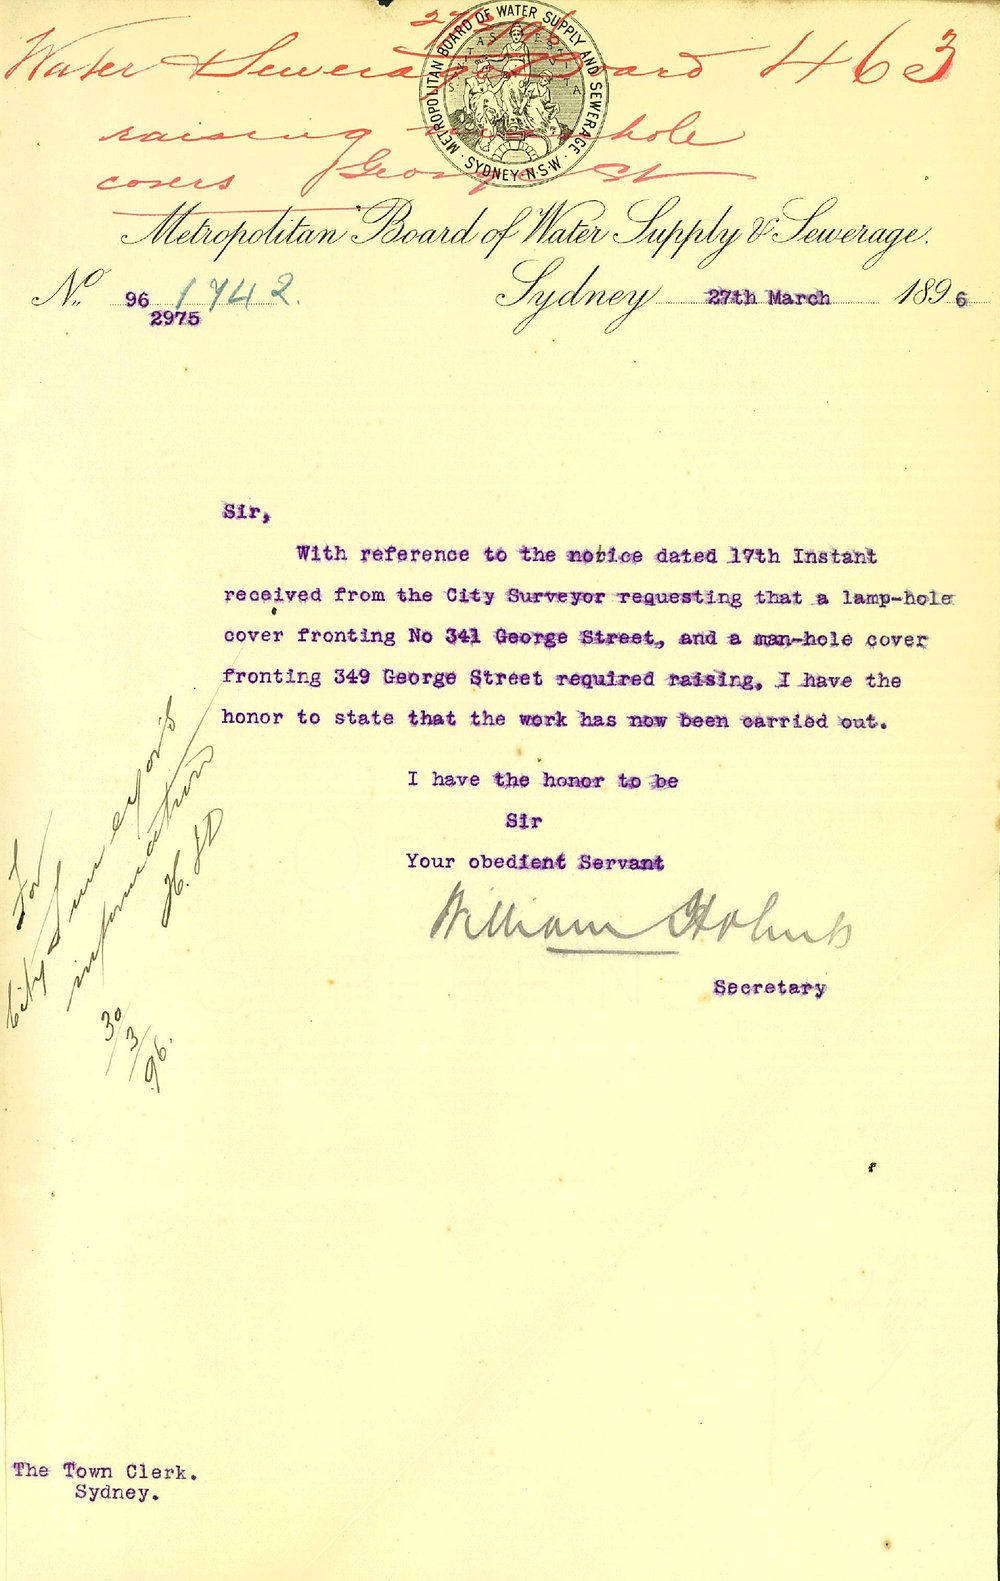 27/3/96
Water & Sewerage Board 463
raising man hole
covers George St
METROPOLITAN BOARD OF WATER SUPPLY AND SEWERAGE.
· SYDNEY · N·S·W ·
Metropolitan Board of Water Supply & Sewerage.
No. 96 1742. Sydney 27th March 1896
2975
Sir,
With reference to the notice dated 17th Instant
received from the City Surveyor requesting that a lamp-hole
cover fronting No 341 George Street, and a man-hole cover
fronting 349 George Street required raising, I have the
honor to state that the work has now been carried out.
I have the honor to be
Sir
Your obedient Servant
William Holmes
Secretary
For
City Surveyor's
information
30/3/96.
The Town Clerk.
Sydney.